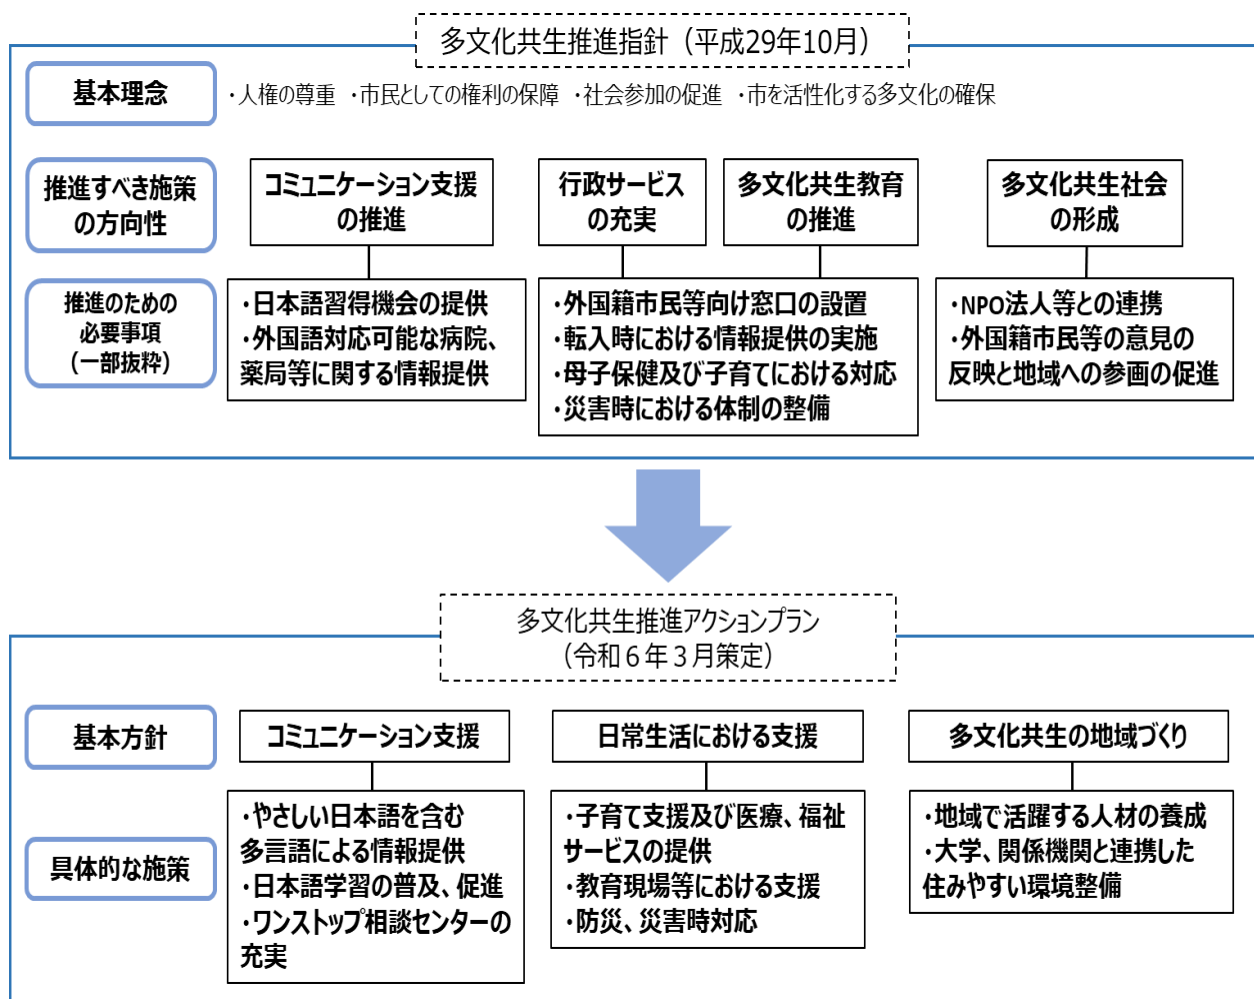 多文化共生推進指針（平成29年10月）
基本理念
・人権の尊重 ・市民としての権利の保障 ・社会参加の促進 ・市を活性化する多文化の確保
推進すべき施策
の方向性
コミュニケーション支援
の推進
行政サービス
の充実
多文化共生教育
の推進
多文化共生社会
の形成
推進のための
必要事項
（一部抜粋）
・日本語習得機会の提供
・外国語対応可能な病院、
薬局等に関する情報提供
・外国籍市民等向け窓口の設置
・転入時における情報提供の実施
・母子保健及び子育てにおける対応
・災害時における体制の整備
・NPO法人等との連携
・外国籍市民等の意見の
反映と地域への参画の促進
多文化共生推進アクションプラン
（令和６年３月策定）
基本方針
コミュニケーション支援
日常生活における支援
多文化共生の地域づくり
具体的な施策
・やさしい日本語を含む
多言語による情報提供
・日本語学習の普及、促進
・ワンストップ相談センターの
充実
・子育て支援及び医療、福祉
サービスの提供
・教育現場等における支援
・防災、災害時対応
・地域で活躍する人材の養成
・大学、関係機関と連携した
住みやすい環境整備